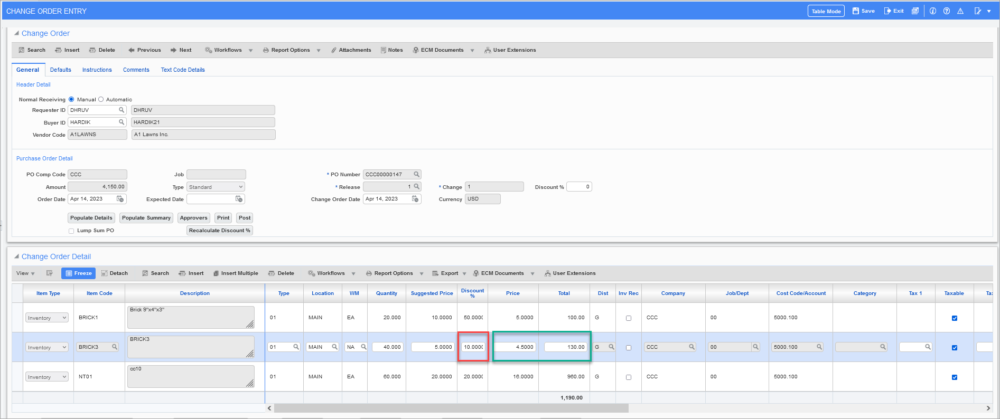 CHANGE ORDER ENTRY Table Mode Save Exit
Change Order
Search Insert Delete Previous Next Workflows Report Options Attachments Notes ECM Documents User Extensions
General Defaults Instructions Comments Text Code Details
Header Detail
Normal Receiving Manual Automatic
Requester ID DHRUV DHRUV
Buyer ID HARDIK HARDIK21
Vendor Code A1LAWNS A1 Lawns Inc.
Purchase Order Detail
PO Comp Code CCC Job * PO Number CCC00000147
Amount 4,150.00 Type Standard * Release 1 * Change 1 Discount % 0
Order Date Apr 14, 2023 Expected Date Change Order Date Apr 14, 2023 Currency USD
Populate Details Populate Summary Approvers Print Post
Lump Sum PO Recalculate Discount %
Change Order Detail
View Freeze Detach Search Insert Insert Multiple Delete Workflows Report Options Export ECM Documents User Extensions
Item Type Item Code Description Type Location WM Quantity Suggested Price Discount % Price Total Dist Inv Rec Company Job/Dept Cost Code/Account Category Tax 1 Taxable
Inventory BRICK1 Brick 9"x4"x3" 01 MAIN EA 20.000 10.0000 50.0000 5.0000 100.00 G CCC 00 5000.100
Inventory BRICK3 BRICK3 01 MAIN NA 40.000 5.0000 10.0000 4.5000 130.00 G CCC 00 5000.100
Inventory NT01 cc10 01 MAIN EA 60.000 20.0000 20.0000 16.0000 960.00 G CCC 00 5000.100
1,190.00